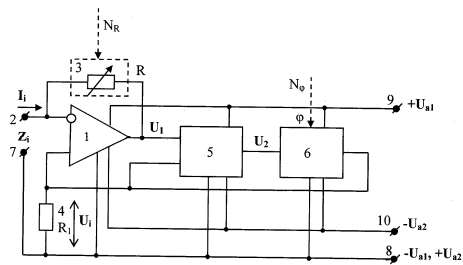 N_R
3
R
I_i
2
Z_i
7
1
U_1
5
U_2
N_φ
φ
6
9
+U_a1
4
R_1
U_i
10
-U_a2
8
-U_a1, +U_a2